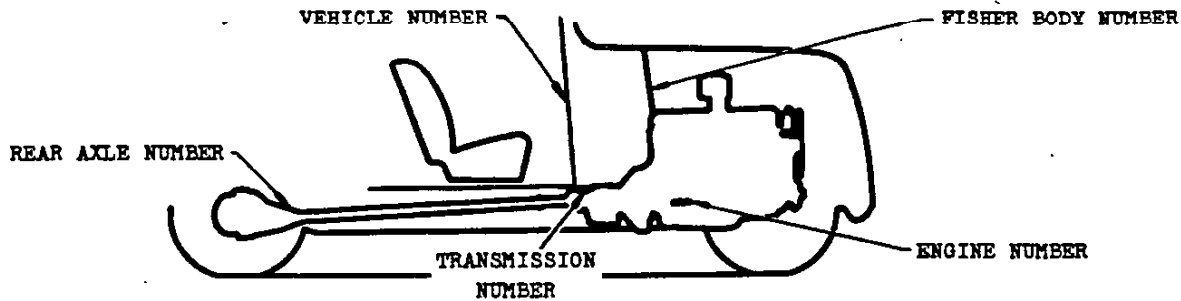 VEHICLE NUMBER
FISHER BODY NUMBER
REAR AXLE NUMBER
TRANSMISSION
NUMBER
ENGINE NUMBER